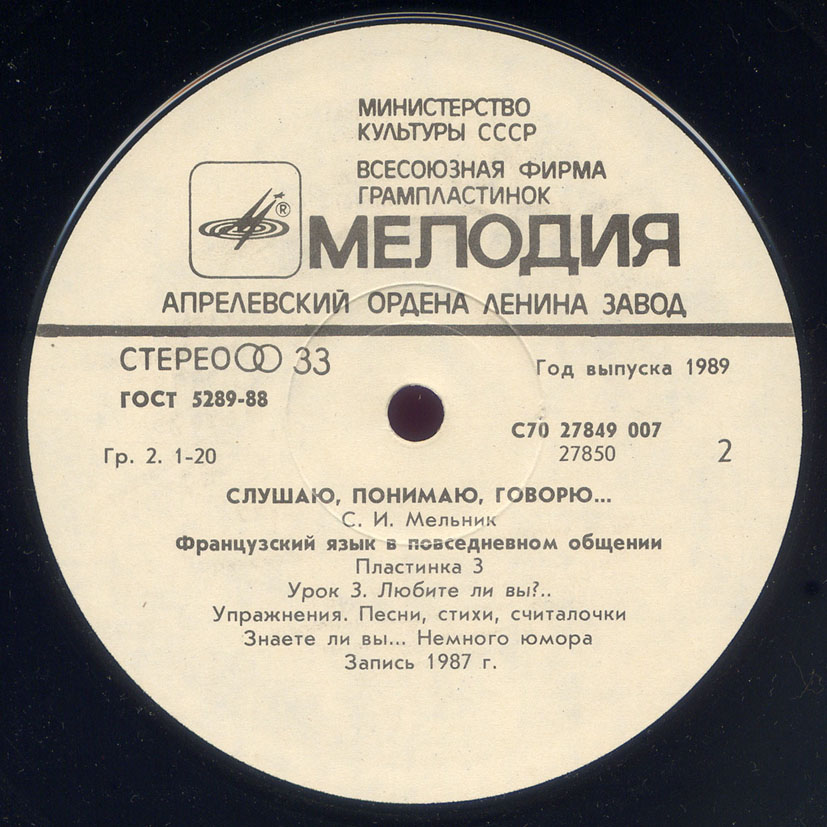 МИНИСТЕРСТВО
КУЛЬТУРЫ СССР
ВСЕСОЮЗНАЯ ФИРМА
ГРАМПЛАСТИНОК
®
МЕЛОДИЯ
АПРЕЛЕВСКИЙ ОРДЕНА ЛЕНИНА ЗАВОД
СТЕРЕО 33
Год выпуска 1989
ГОСТ 5289-88
С70 27849 007
Гр. 2. 1-20
27850
2
СЛУШАЮ, ПОНИМАЮ, ГОВОРЮ...
С. И. Мельник
Французский язык в повседневном общении
Пластинка 3
Урок 3. Любите ли вы?..
Упражнения. Песни, стихи, считалочки
Знаете ли вы... Немного юмора
Запись 1987 г.